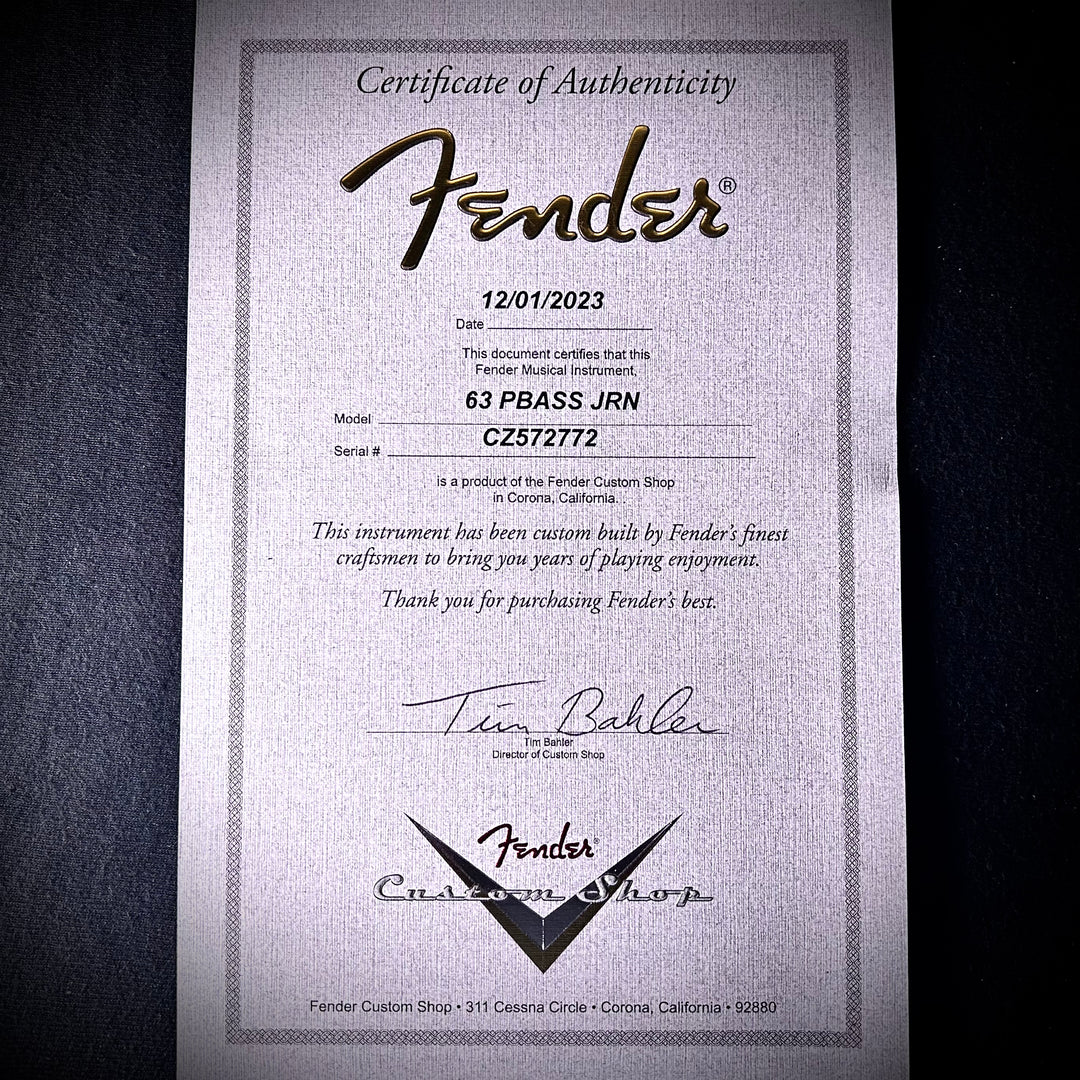 Certificate of Authenticity
Fender®
12/01/2023
Date
This document certifies that this
Fender Musical Instrument,
63 PBASS JRN
Model
CZ572772
Serial #
is a product of the Fender Custom Shop
in Corona, California.
This instrument has been custom built by Fender's finest
craftsmen to bring you years of playing enjoyment.
Thank you for purchasing Fender's best.
Tim Bahler
Tim Bahler
Director of Custom Shop
Fender®
Custom Shop
Fender Custom Shop • 311 Cessna Circle • Corona, California • 92880